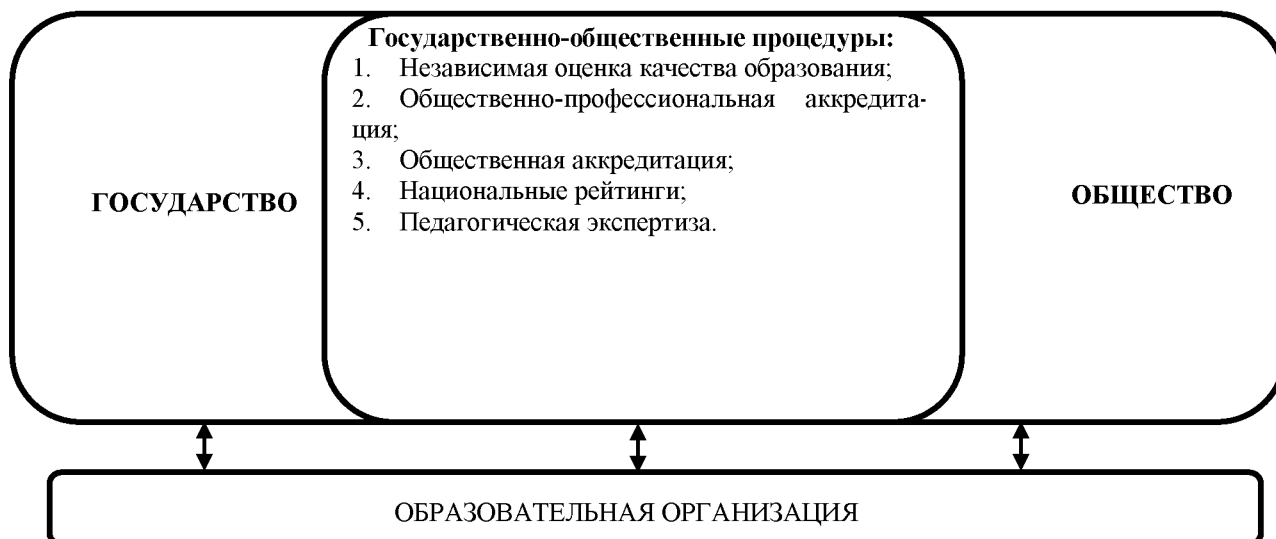 Государственно-общественные процедуры:
1. Независимая оценка качества образования;
2. Общественно-профессиональная аккредита-
ция;
3. Общественная аккредитация;
4. Национальные рейтинги;
5. Педагогическая экспертиза.
ГОСУДАРСТВО
ОБЩЕСТВО
ОБРАЗОВАТЕЛЬНАЯ ОРГАНИЗАЦИЯ